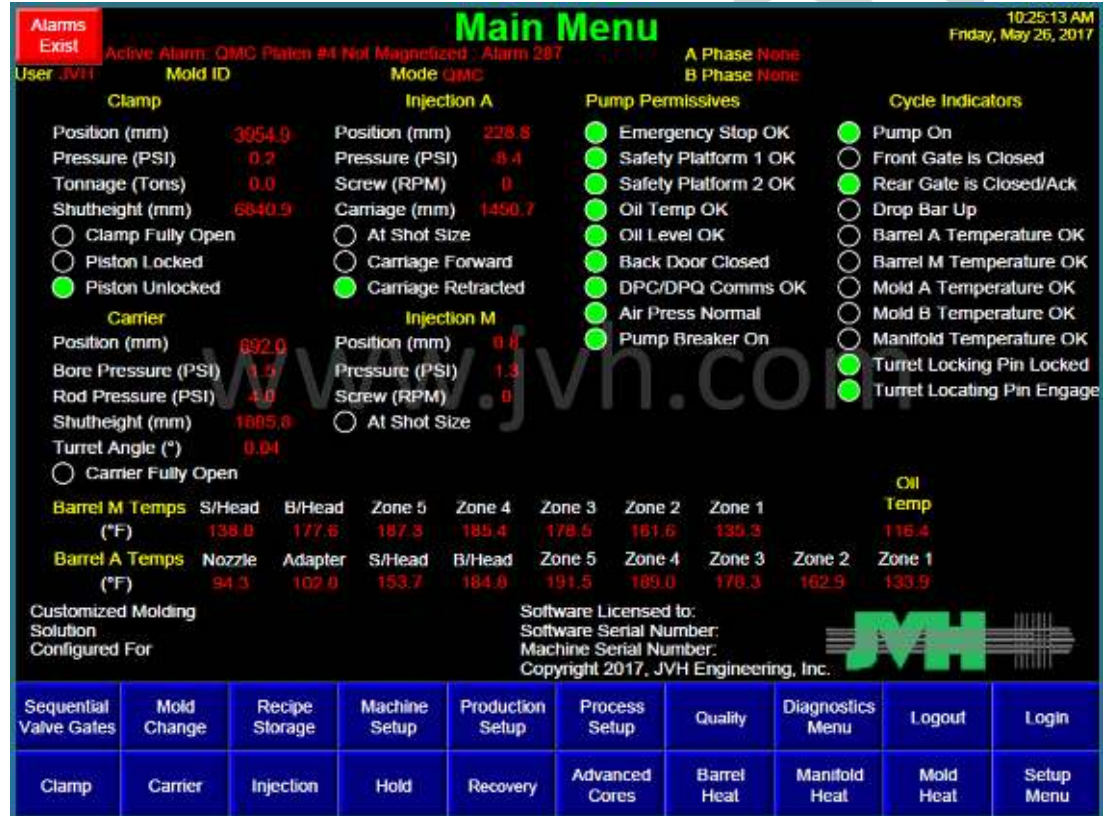 Alarms Exist
Main Menu
10:25:13 AM
Friday, May 26, 2017
Active Alarm: QMC Platen #4 Not Magnetized : Alarm 287
A Phase None
User JVH Mold ID Mode QMC B Phase None
Clamp Injection A Pump Permissives Cycle Indicators
Position (mm) 3954.9 Position (mm) 228.8 Emergency Stop OK Pump On
Pressure (PSI) 0.2 Pressure (PSI) -8.4 Safety Platform 1 OK Front Gate is Closed
Tonnage (Tons) 0.0 Screw (RPM) 0 Safety Platform 2 OK Rear Gate is Closed/Ack
Shutheight (mm) 6840.9 Carriage (mm) 1450.7 Oil Temp OK Drop Bar Up
Clamp Fully Open At Shot Size Oil Level OK Barrel A Temperature OK
Piston Locked Carriage Forward Back Door Closed Barrel M Temperature OK
Piston Unlocked Carriage Retracted DPC/DPQ Comms OK Mold A Temperature OK
Carrier Injection M Air Press Normal Mold B Temperature OK
Position (mm) 692.0 Position (mm) 0.8 Pump Breaker On Manifold Temperature OK
Bore Pressure (PSI) 1.5 Pressure (PSI) 1.3 Turret Locking Pin Locked
Rod Pressure (PSI) 4.0 Screw (RPM) 0 Turret Locating Pin Engage
Shutheight (mm) At Shot Size
Turret Angle (°) 0.04
Carrier Fully Open
www.jvh.com
Oil Temp
Barrel M Temps S/Head B/Head Zone 5 Zone 4 Zone 3 Zone 2 Zone 1
(°F) 138.0 177.6 187.3 185.4 178.5 161.6 135.3 116.4
Barrel A Temps Nozzle Adapter S/Head B/Head Zone 5 Zone 4 Zone 3 Zone 2 Zone 1
(°F) 94.3 102.0 153.7 184.8 191.5 189.0 178.3 162.9 133.9
Customized Molding
Solution
Configured For
Software Licensed to:
Software Serial Number:
Machine Serial Number:
Copyright 2017, JVH Engineering, Inc.
JVH
Sequential Valve Gates Mold Change Recipe Storage Machine Setup Production Setup Process Setup Quality Diagnostics Menu Logout Login
Clamp Carrier Injection Hold Recovery Advanced Cores Barrel Heat Manifold Heat Mold Heat Setup Menu